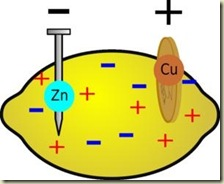 − +
Zn
Cu
+ − −
− + + −
+
+ − − +